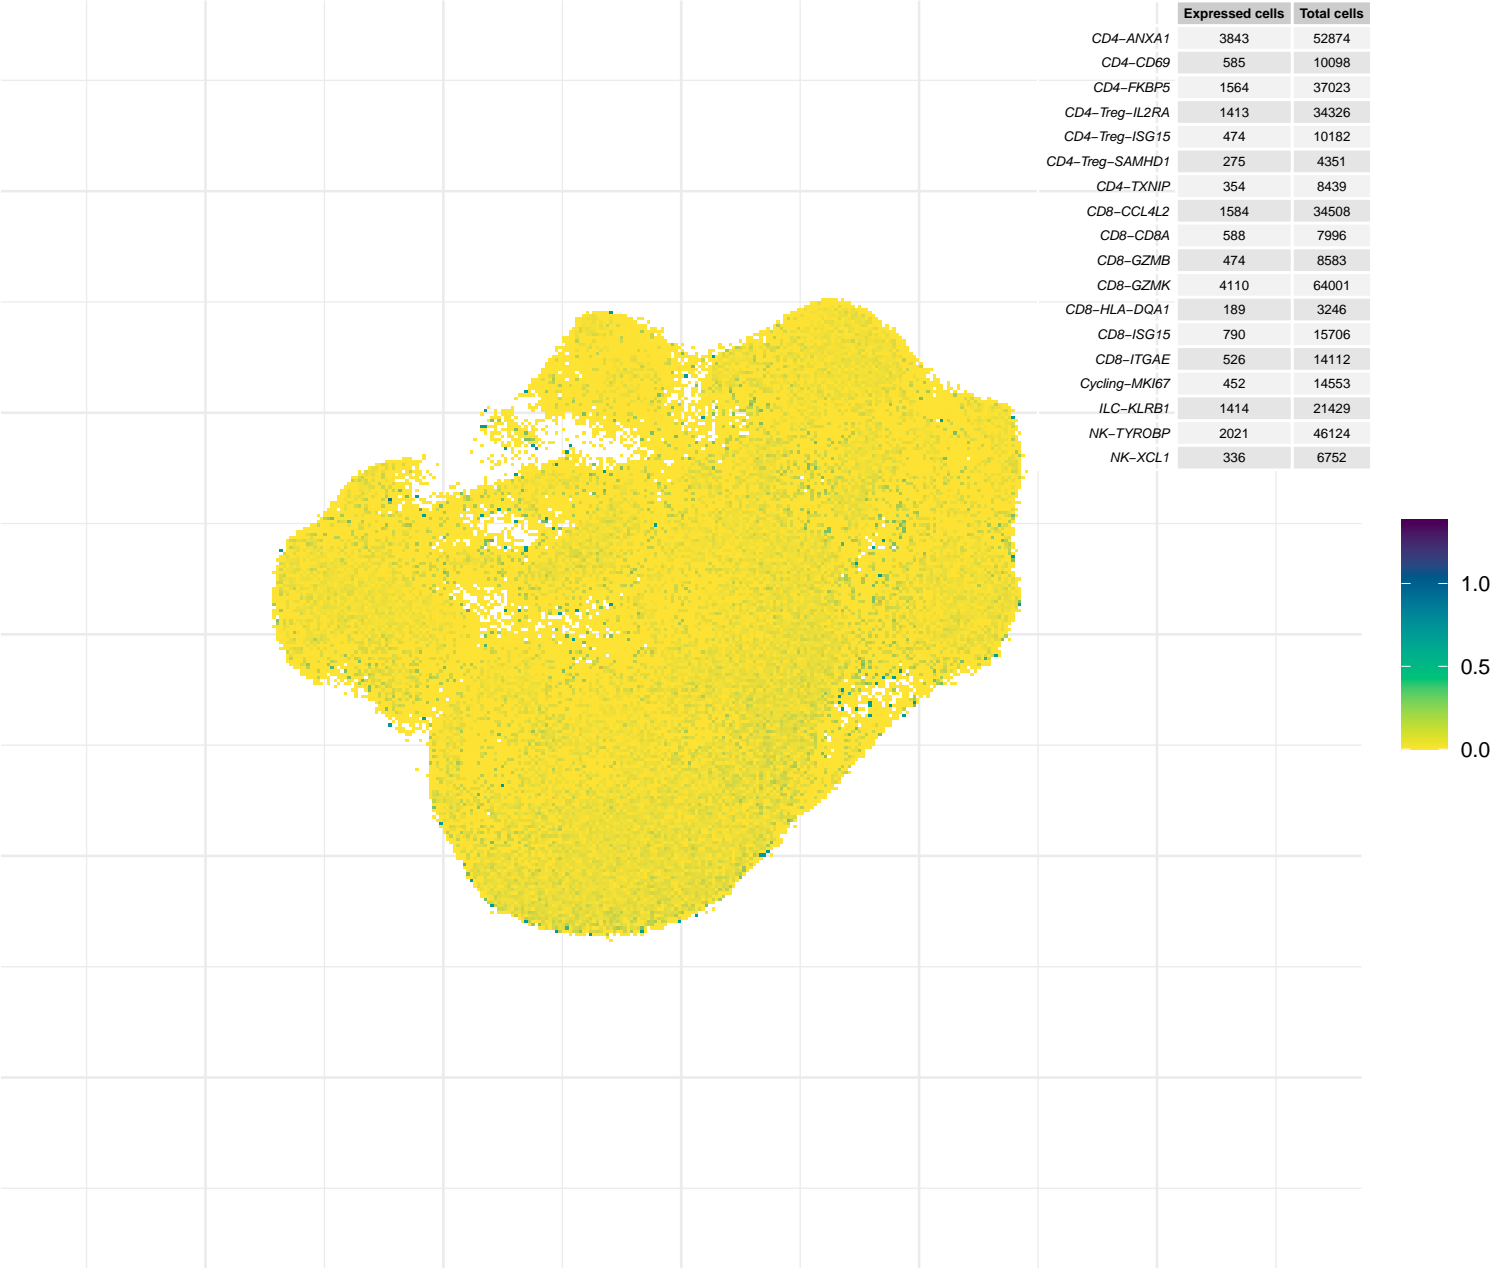 Expressed cells Total cells
CD4−ANXA1 3843 52874
CD4−CD69 585 10098
CD4−FKBP5 1564 37023
CD4−Treg−IL2RA 1413 34326
CD4−Treg−ISG15 474 10182
CD4−Treg−SAMHD1 275 4351
CD4−TXNIP 354 8439
CD8−CCL4L2 1584 34508
CD8−CD8A 588 7996
CD8−GZMB 474 8583
CD8−GZMK 4110 64001
CD8−HLA−DQA1 189 3246
CD8−ISG15 790 15706
CD8−ITGAE 526 14112
Cycling−MKI67 452 14553
ILC−KLRB1 1414 21429
NK−TYROBP 2021 46124
NK−XCL1 336 6752
1.0
0.5
0.0